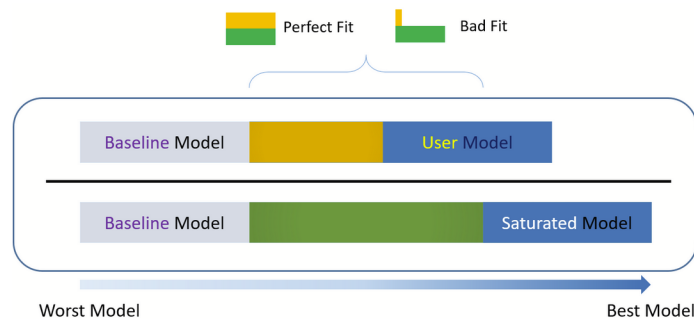 Perfect Fit
Bad Fit
Baseline Model
User Model
Baseline Model
Saturated Model
Worst Model
Best Model